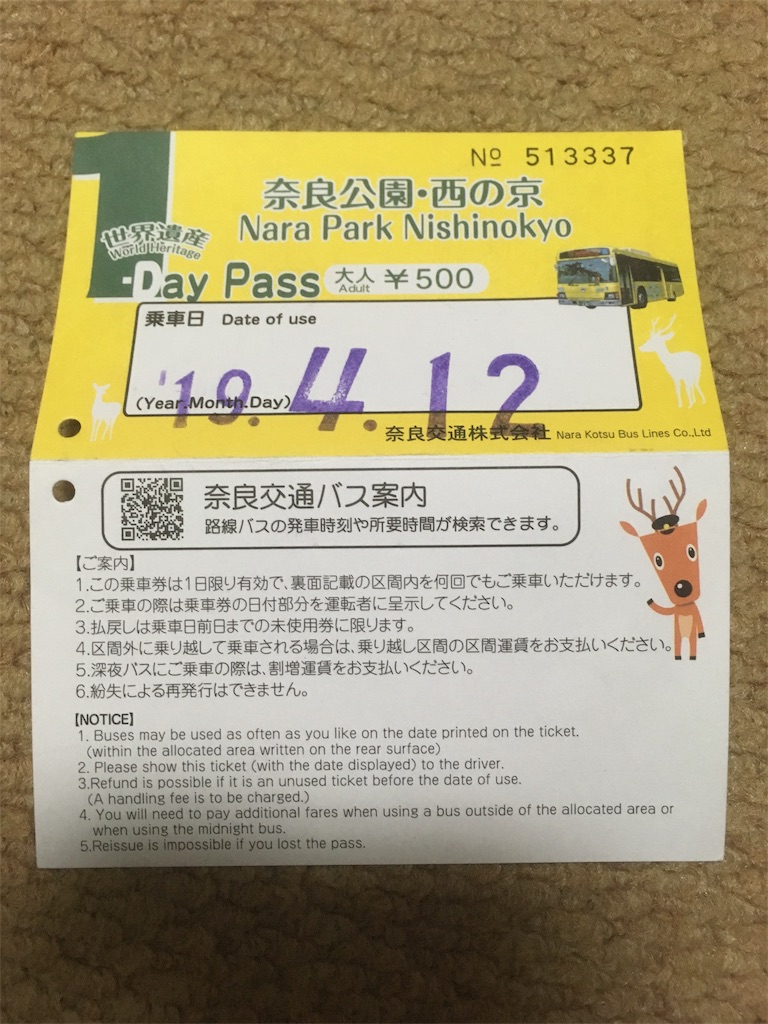 No 513337
奈良公園・西の京
Nara Park Nishinokyo
世界遺産
World Heritage
1-Day Pass 大人 Adult ¥500
乗車日 Date of use
'19.4.12
(Year.Month.Day)
奈良交通株式会社 Nara Kotsu Bus Lines Co.,Ltd
奈良交通バス案内
路線バスの発車時刻や所要時間が検索できます。
【ご案内】
1.この乗車券は1日限り有効で、裏面記載の区間内を何回でもご乗車いただけます。
2.ご乗車の際は乗車券の日付部分を運転者に呈示してください。
3.払戻しは乗車日前日までの未使用券に限ります。
4.区間外に乗り越して乗車される場合は、乗り越し区間の区間運賃をお支払いください。
5.深夜バスにご乗車の際は、割増運賃をお支払いください。
6.紛失による再発行はできません。
【NOTICE】
1. Buses may be used as often as you like on the date printed on the ticket.
(within the allocated area written on the rear surface)
2. Please show this ticket (with the date displayed) to the driver.
3.Refund is possible if it is an unused ticket before the date of use.
(A handling fee is to be charged.)
4. You will need to pay additional fares when using a bus outside of the allocated area or
when using the midnight bus.
5.Reissue is impossible if you lost the pass.